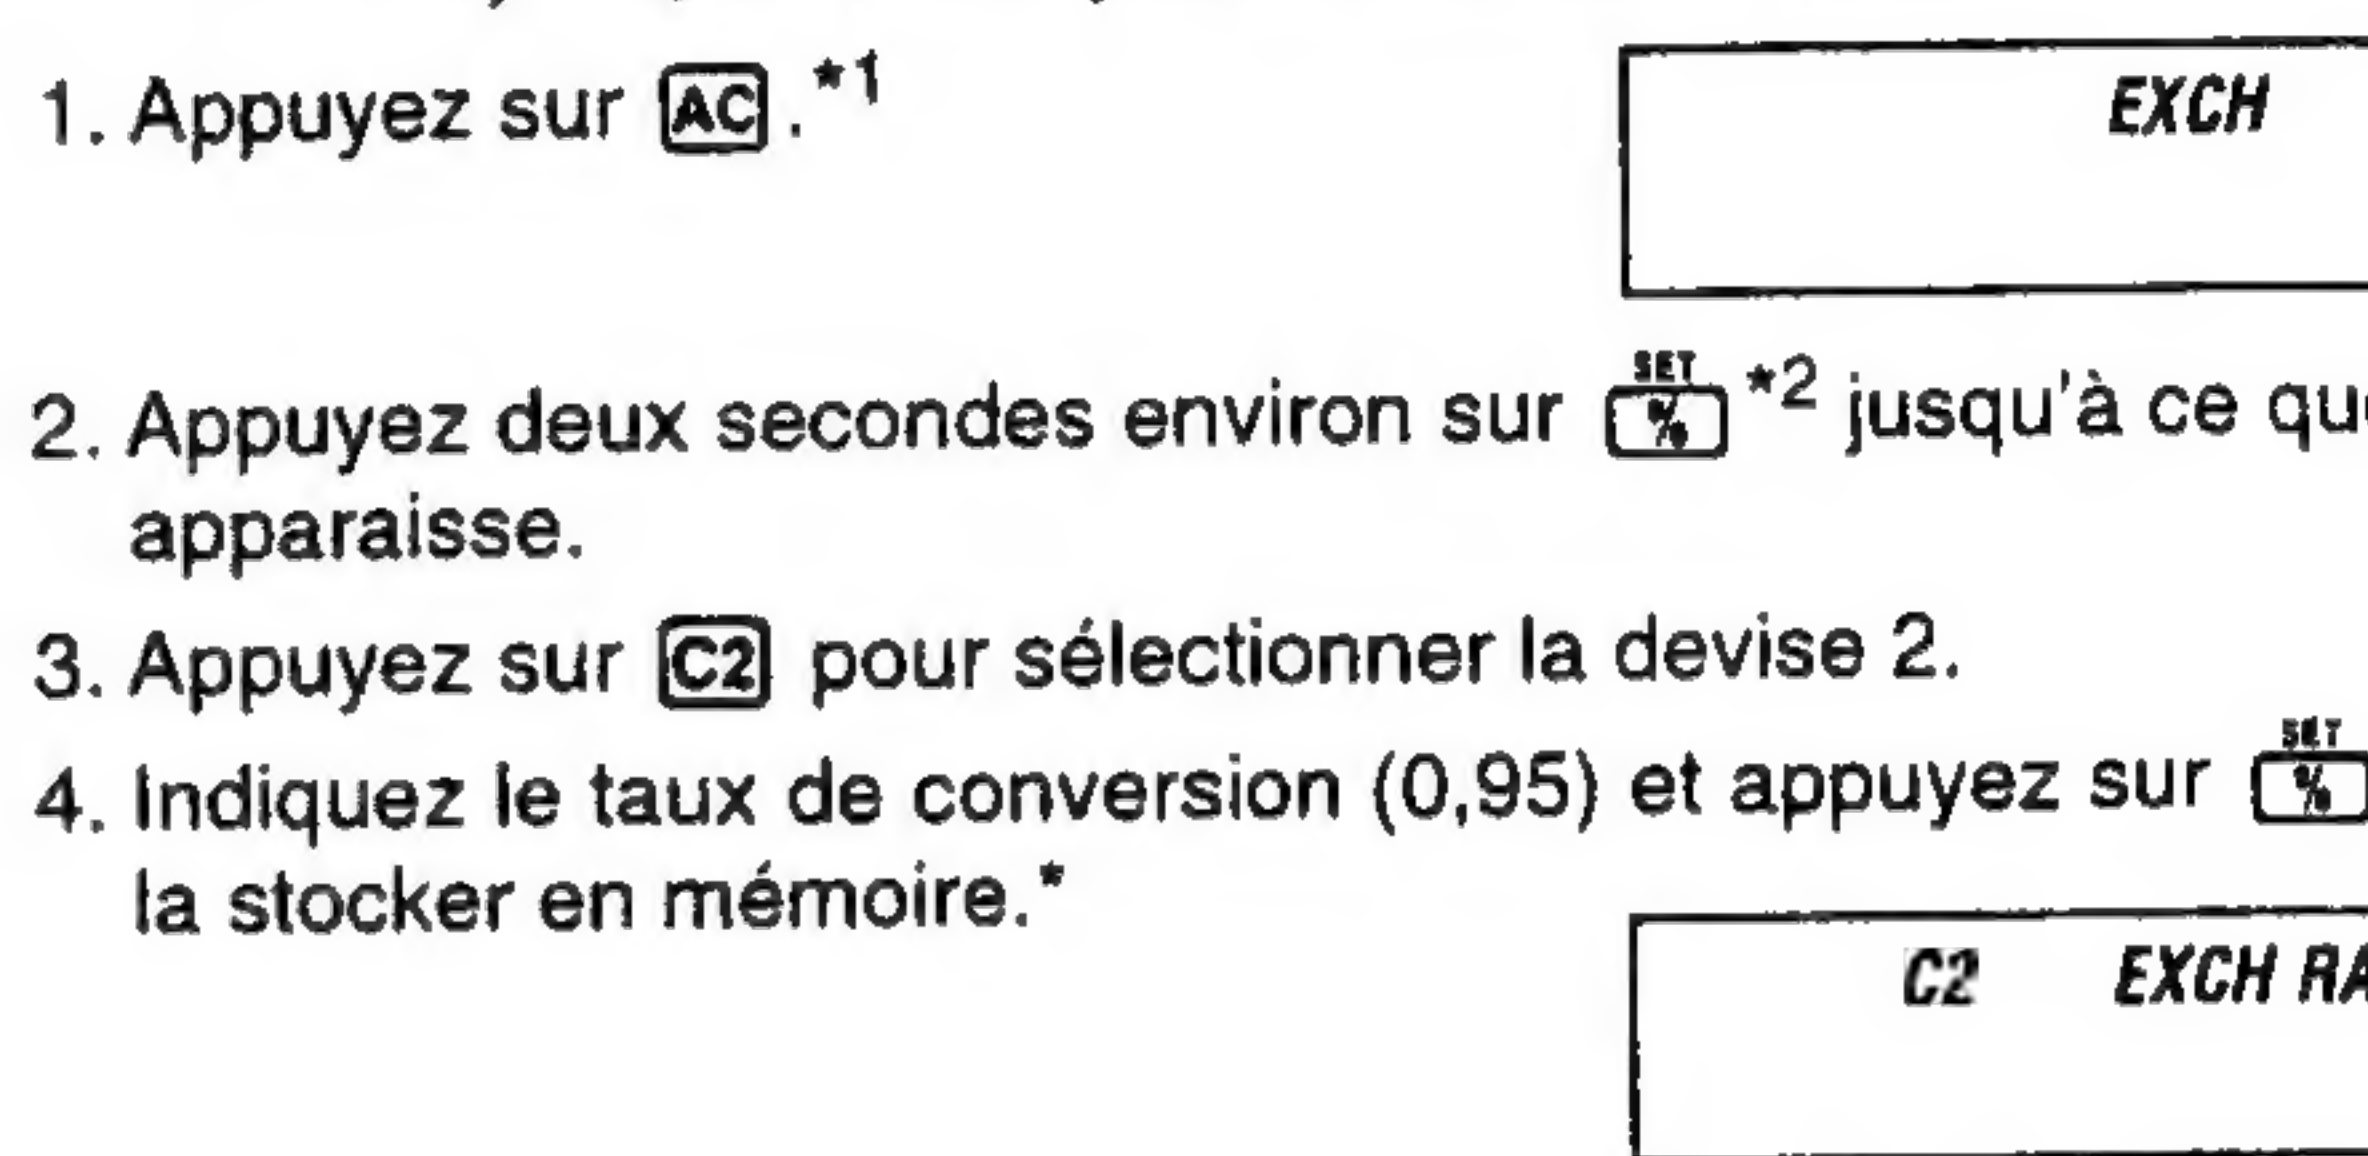 1. Appuyez sur AC.*1
EXCH
SET
2. Appuyez deux secondes environ sur % *2 jusqu'à ce
apparaisse.
3. Appuyez sur C2 pour sélectionner la devise 2.
SET
4. Indiquez le taux de conversion (0,95) et appuyez sur %
la stocker en mémoire.*
C2 EXCH